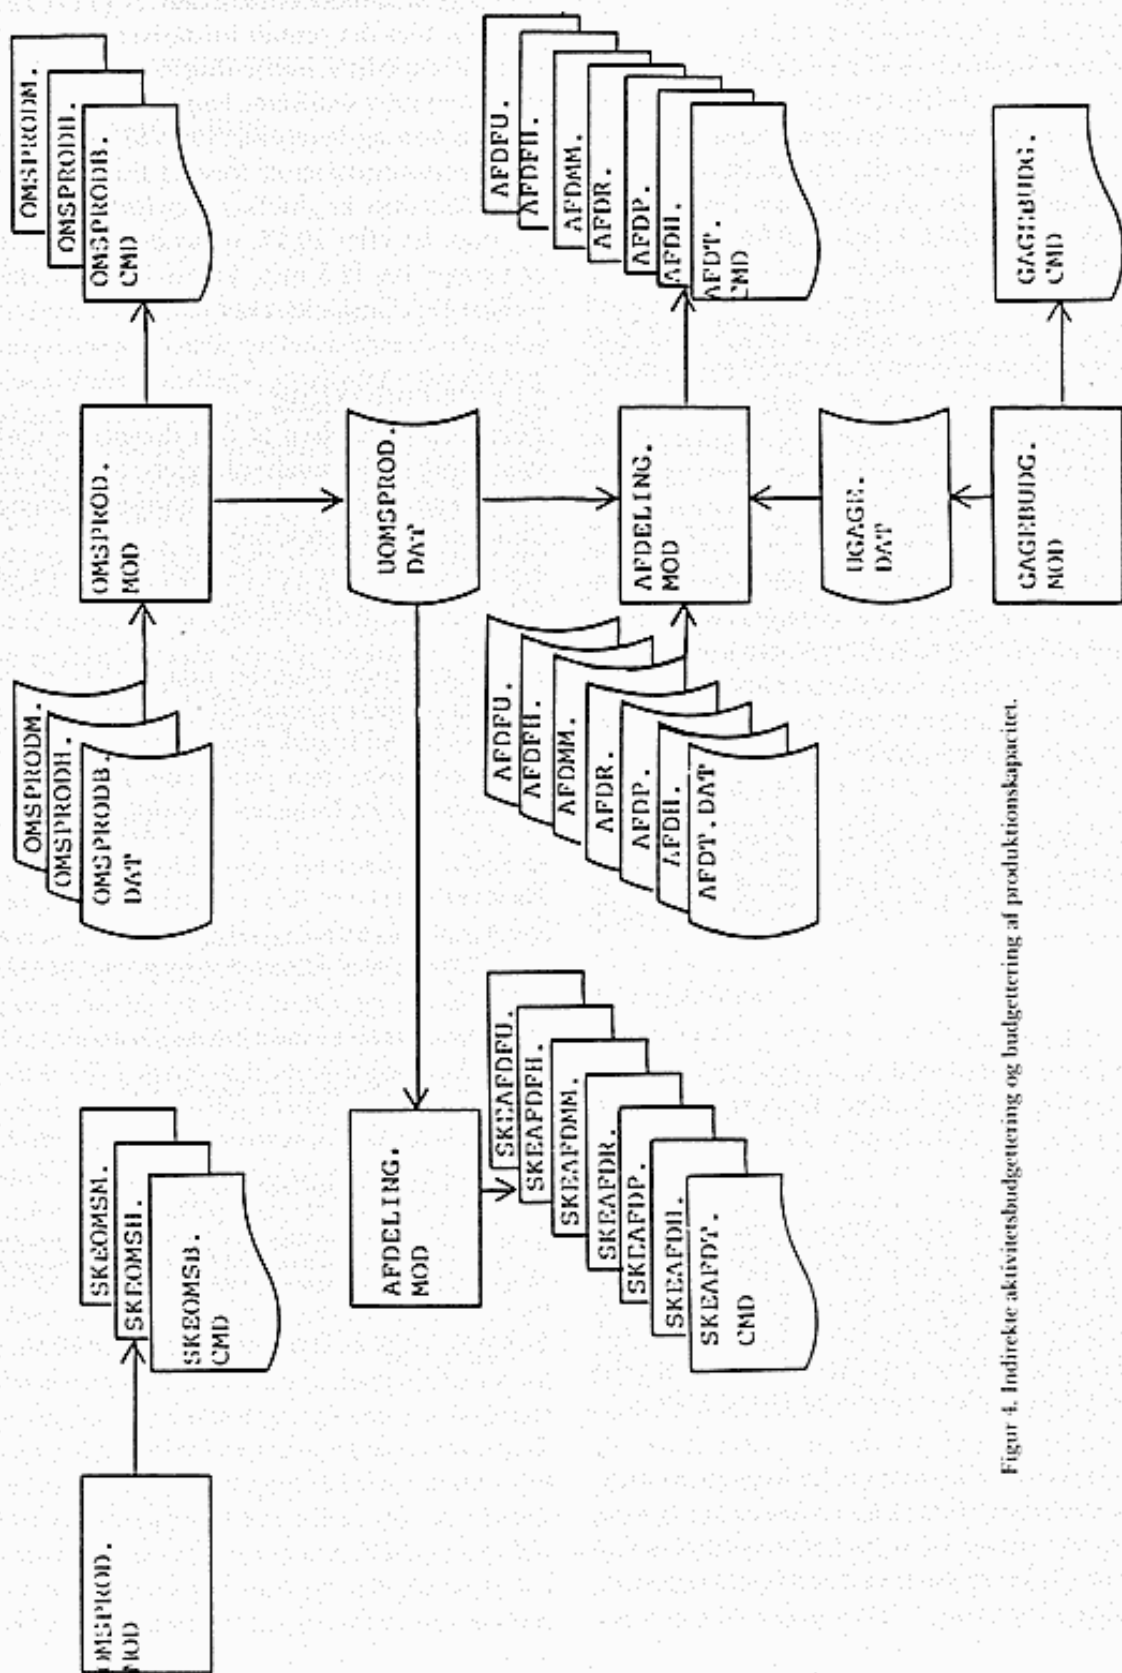 OMSPROD.
MOD
SKEOMSM.
SKEOMSH.
SKEOMSB.
CMD
OMSPRODM.
OMSPRODH.
OMSPRODB.
DAT
OMSPROD.
MOD
OMSPRODM.
OMSPRODH.
OMSPRODB.
CMD
AFDELING.
MOD
UOMSPROD.
DAT
SKEAFDFU.
SKEAFDFH.
SKEAFDMM.
SKEAFDR.
SKEAFDP.
SKEAFDH.
SKEAFDT.
CMD
AFDFU.
AFDFH.
AFDMM.
AFDR.
AFDP.
AFDH.
AFDT.DAT
AFDELING.
MOD
AFDFU.
AFDFH.
AFDMM.
AFDR.
AFDP.
AFDH.
AFDT.
CMD
UGAGE.
DAT
GAGEBUDG.
MOD
GAGEBUDG.
CMD
Figur 4. Indirekte aktivitetsbudgettering og budgettering af produktionskapacitet.